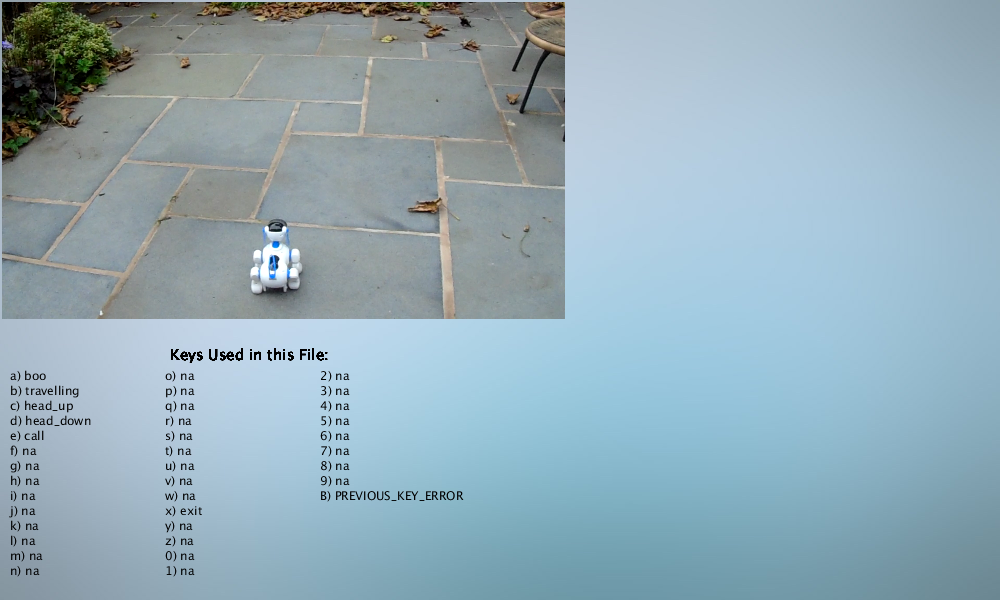 Keys Used in this File:
a) boo
b) travelling
c) head_up
d) head_down
e) call
f) na
g) na
h) na
i) na
j) na
k) na
l) na
m) na
n) na
o) na
p) na
q) na
r) na
s) na
t) na
u) na
v) na
w) na
x) exit
y) na
z) na
0) na
1) na
2) na
3) na
4) na
5) na
6) na
7) na
8) na
9) na
B) PREVIOUS_KEY_ERROR